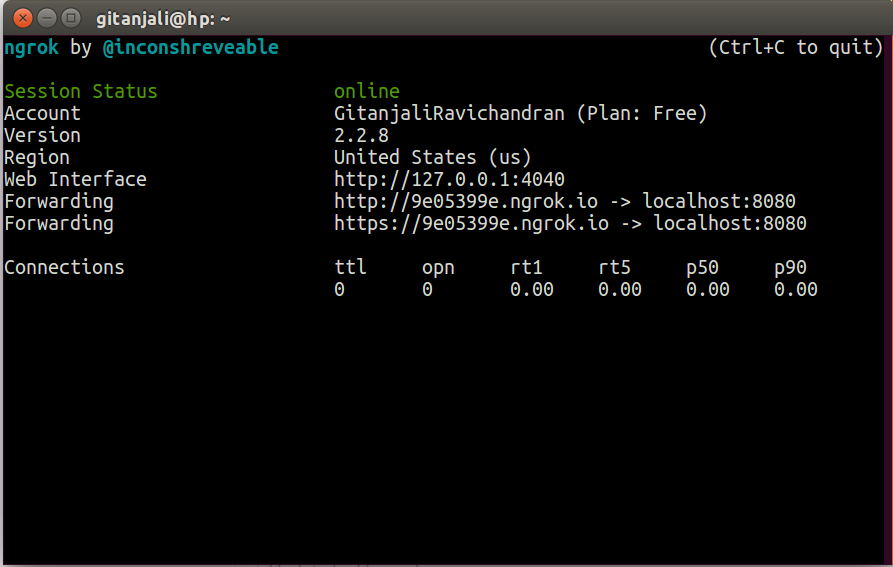 gitanjali@hp: ~
ngrok by @inconshreveable (Ctrl+C to quit)
Session Status online
Account GitanjaliRavichandran (Plan: Free)
Version 2.2.8
Region United States (us)
Web Interface http://127.0.0.1:4040
Forwarding http://9e05399e.ngrok.io -> localhost:8080
Forwarding https://9e05399e.ngrok.io -> localhost:8080
Connections ttl opn rt1 rt5 p50 p90
0 0 0.00 0.00 0.00 0.00